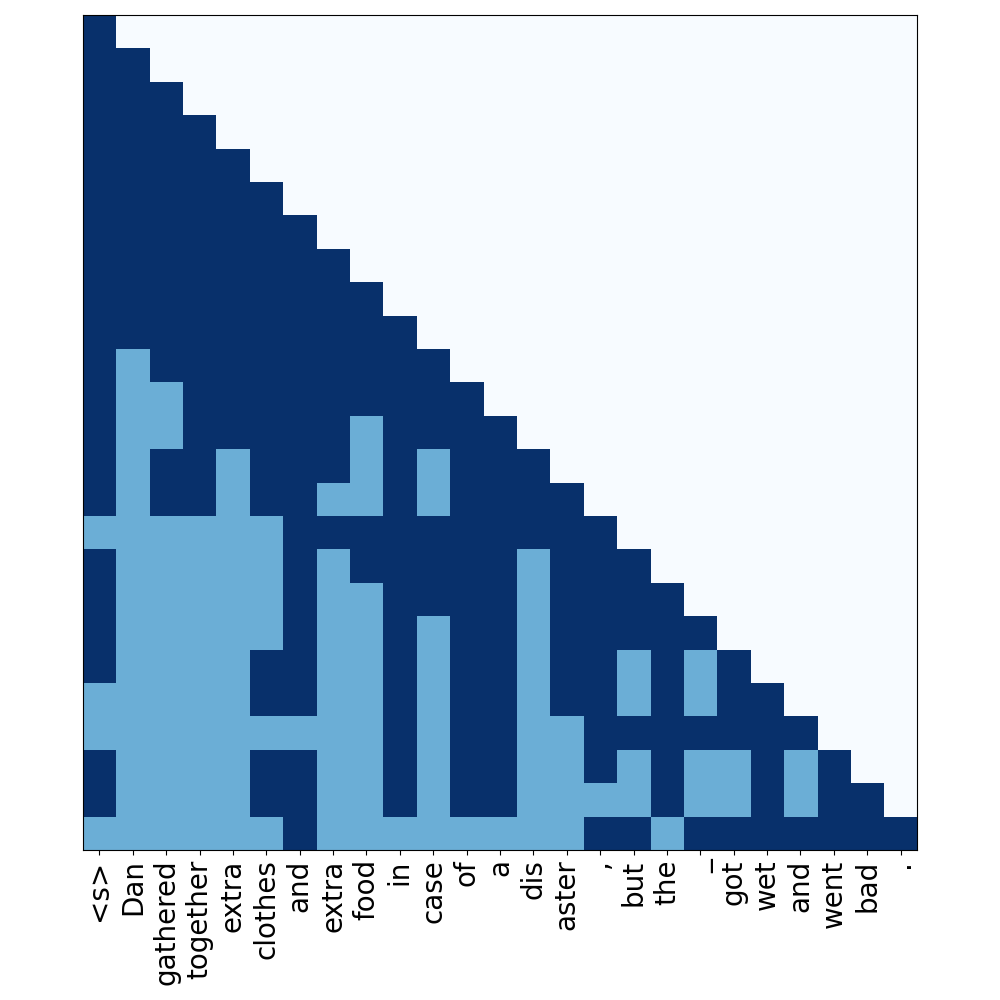 <s>
Dan
gathered
together
extra
clothes
and
extra
food
in
case
of
a
dis
aster
,
but
the
_
got
wet
and
went
bad
.